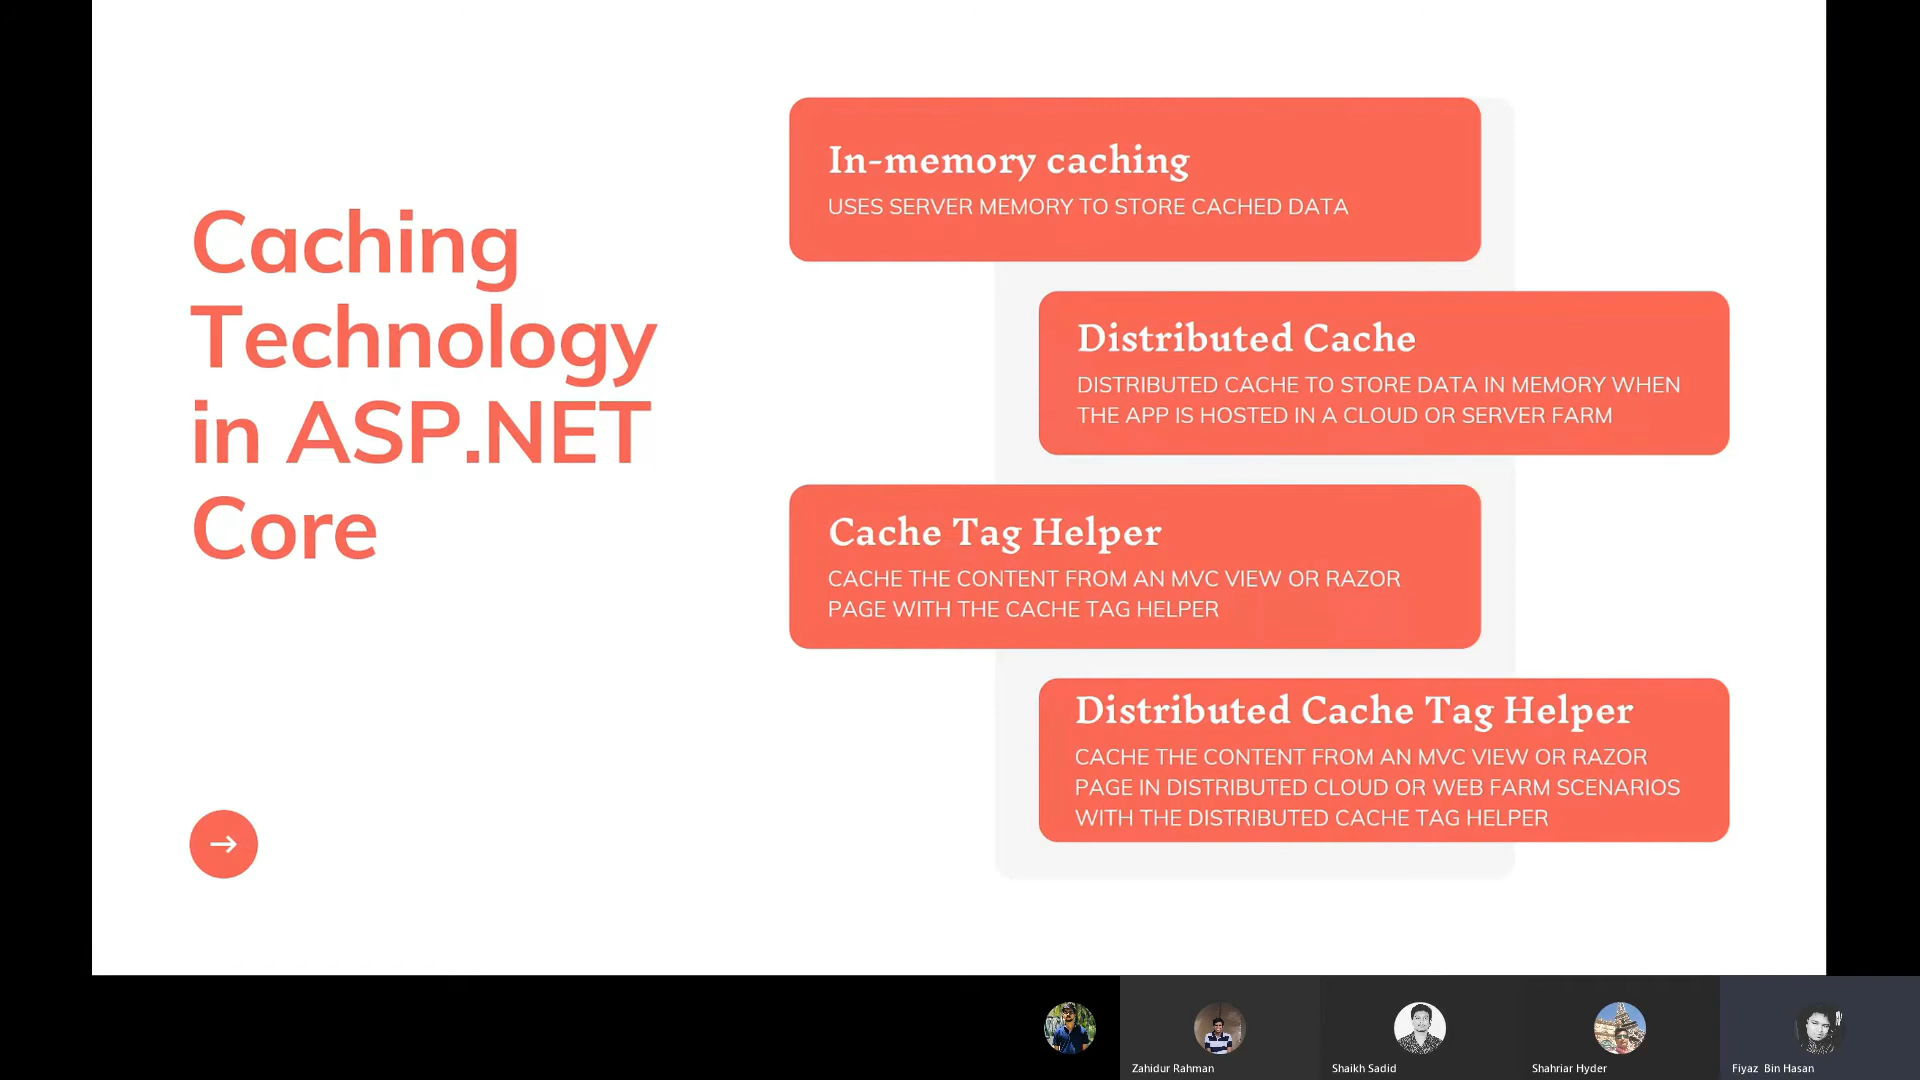 Caching
Technology
in ASP.NET
Core
In-memory caching
USES SERVER MEMORY TO STORE CACHED DATA
Distributed Cache
DISTRIBUTED CACHE TO STORE DATA IN MEMORY WHEN
THE APP IS HOSTED IN A CLOUD OR SERVER FARM
Cache Tag Helper
CACHE THE CONTENT FROM AN MVC VIEW OR RAZOR
PAGE WITH THE CACHE TAG HELPER
Distributed Cache Tag Helper
CACHE THE CONTENT FROM AN MVC VIEW OR RAZOR
PAGE IN DISTRIBUTED CLOUD OR WEB FARM SCENARIOS
WITH THE DISTRIBUTED CACHE TAG HELPER
Zahidur Rahman
Shaikh Sadid
Shahriar Hyder
Fiyaz Bin Hasan